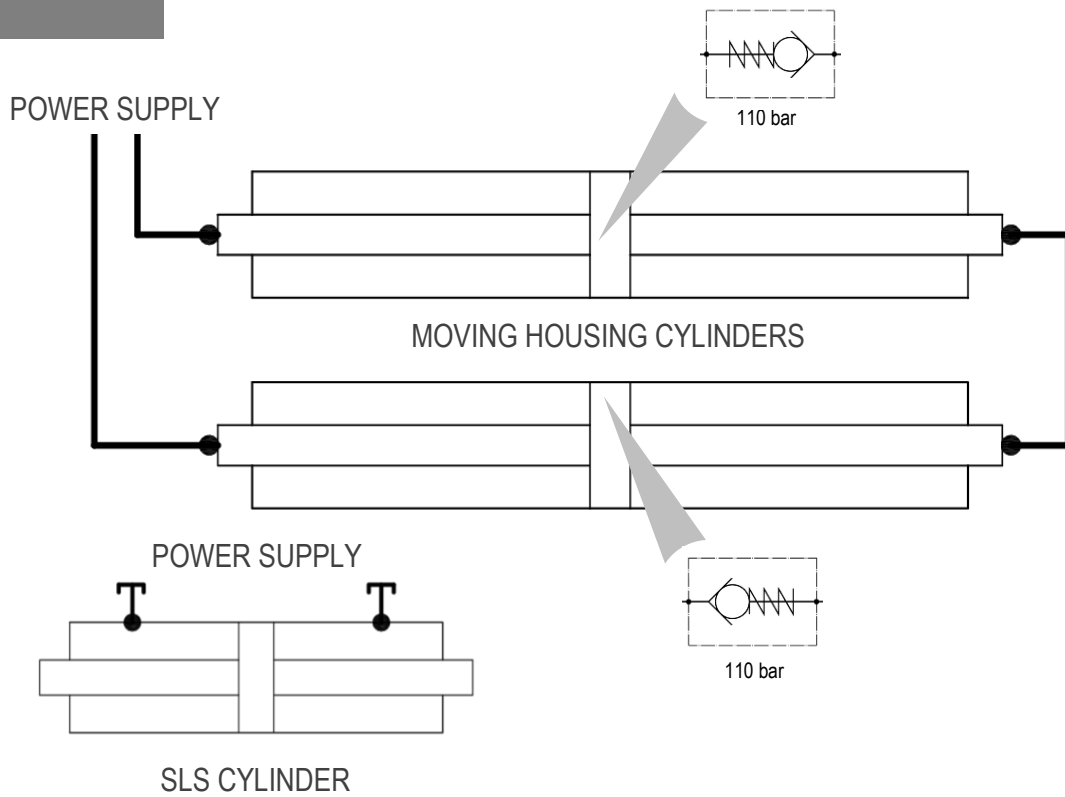 110 bar
POWER SUPPLY
MOVING HOUSING CYLINDERS
POWER SUPPLY
110 bar
SLS CYLINDER